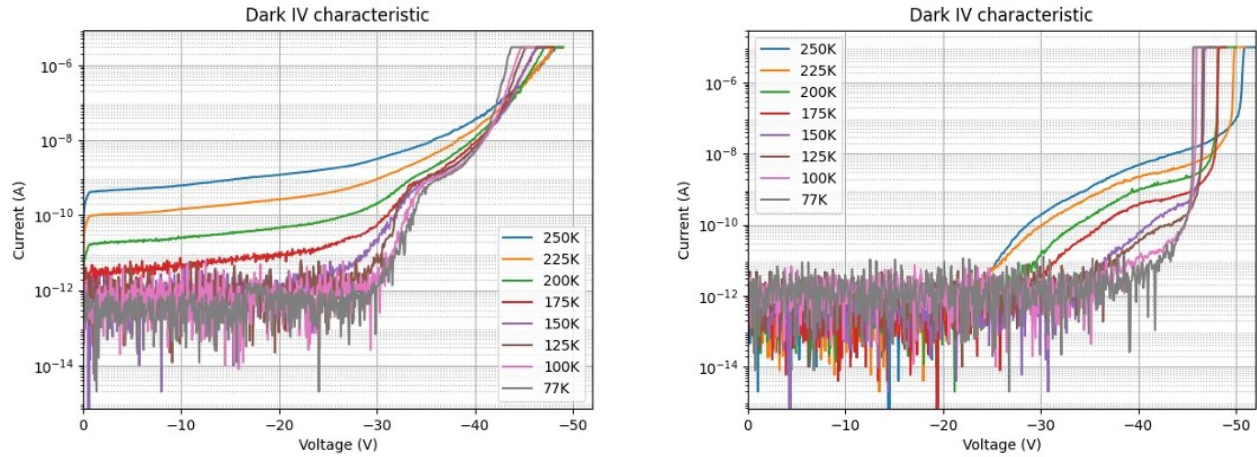 Dark IV characteristic
Current (A)
10⁻⁶
10⁻⁸
10⁻¹⁰
10⁻¹²
10⁻¹⁴
250K
225K
200K
175K
150K
125K
100K
77K
0
−10
−20
−30
−40
−50
Voltage (V)
Dark IV characteristic
Current (A)
10⁻⁶
10⁻⁸
10⁻¹⁰
10⁻¹²
10⁻¹⁴
250K
225K
200K
175K
150K
125K
100K
77K
0
−10
−20
−30
−40
−50
Voltage (V)